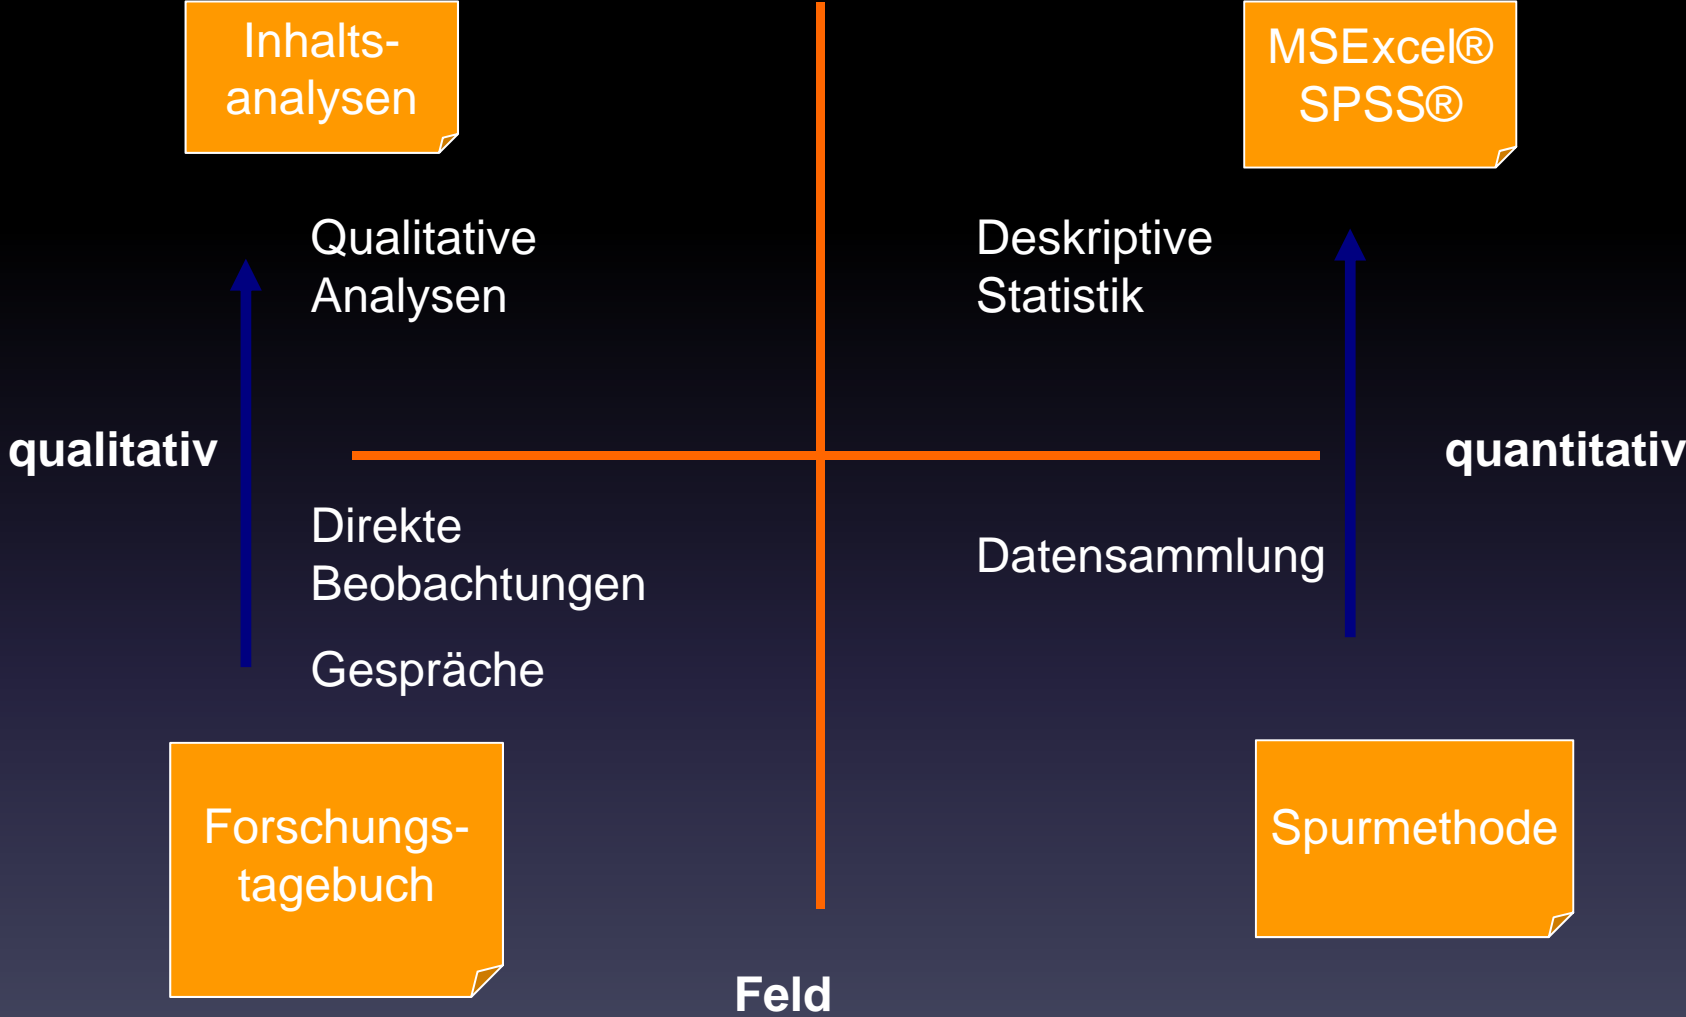 Inhalts-
analysen
MSExcel®
SPSS®
Qualitative
Analysen
Deskriptive
Statistik
qualitativ
quantitativ
Direkte
Beobachtungen
Gespräche
Datensammlung
Forschungs-
tagebuch
Spurmethode
Feld